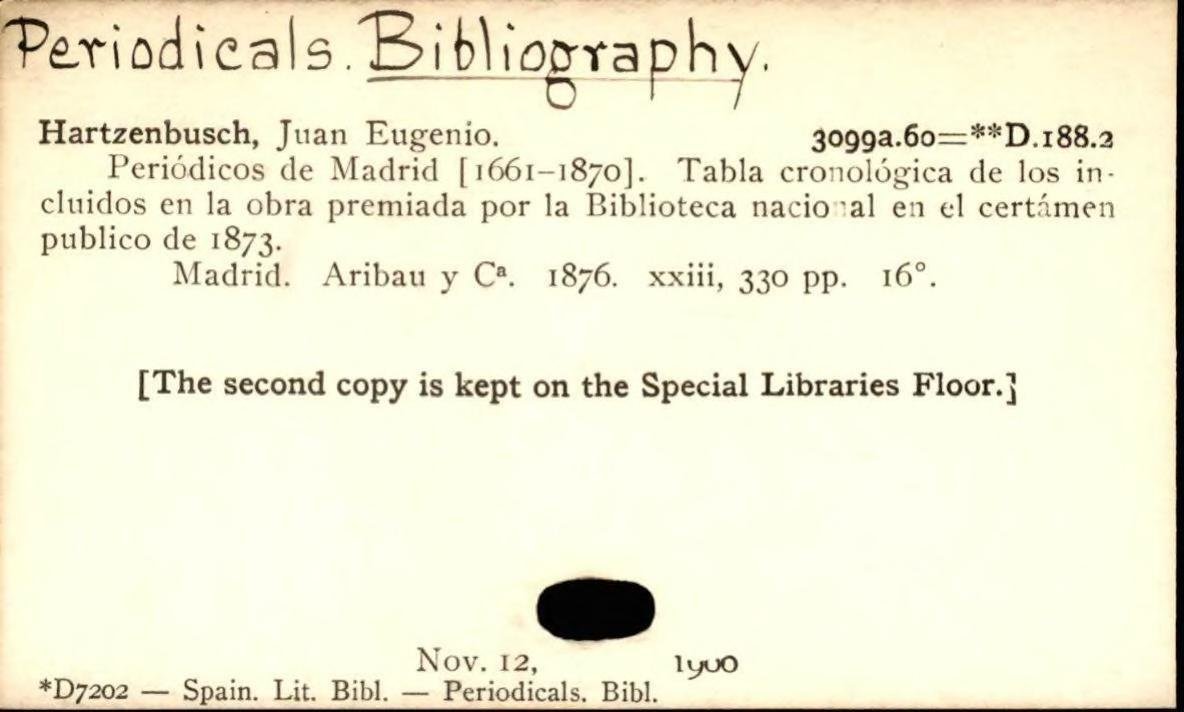 Periodicals. Bibliography.
Hartzenbusch, Juan Eugenio. 3099a.60=**D.188.2
Periódicos de Madrid [1661–1870]. Tabla cronológica de los in-
cluidos en la obra premiada por la Biblioteca nacional en el certámen
publico de 1873.
Madrid. Aribau y Cª. 1876. xxiii, 330 pp. 16°.
[The second copy is kept on the Special Libraries Floor.]
Nov. 12, 1900
*D7202 — Spain. Lit. Bibl. — Periodicals. Bibl.